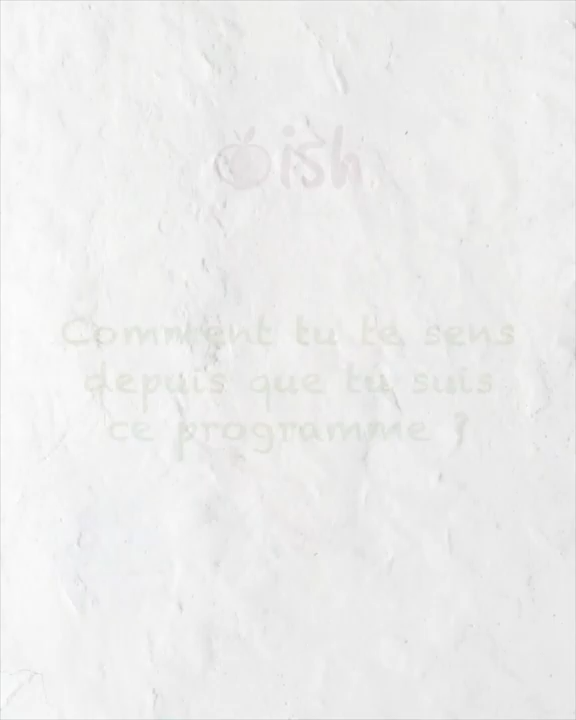 ish
Comment tu te sens
depuis que tu suis
ce programme ?